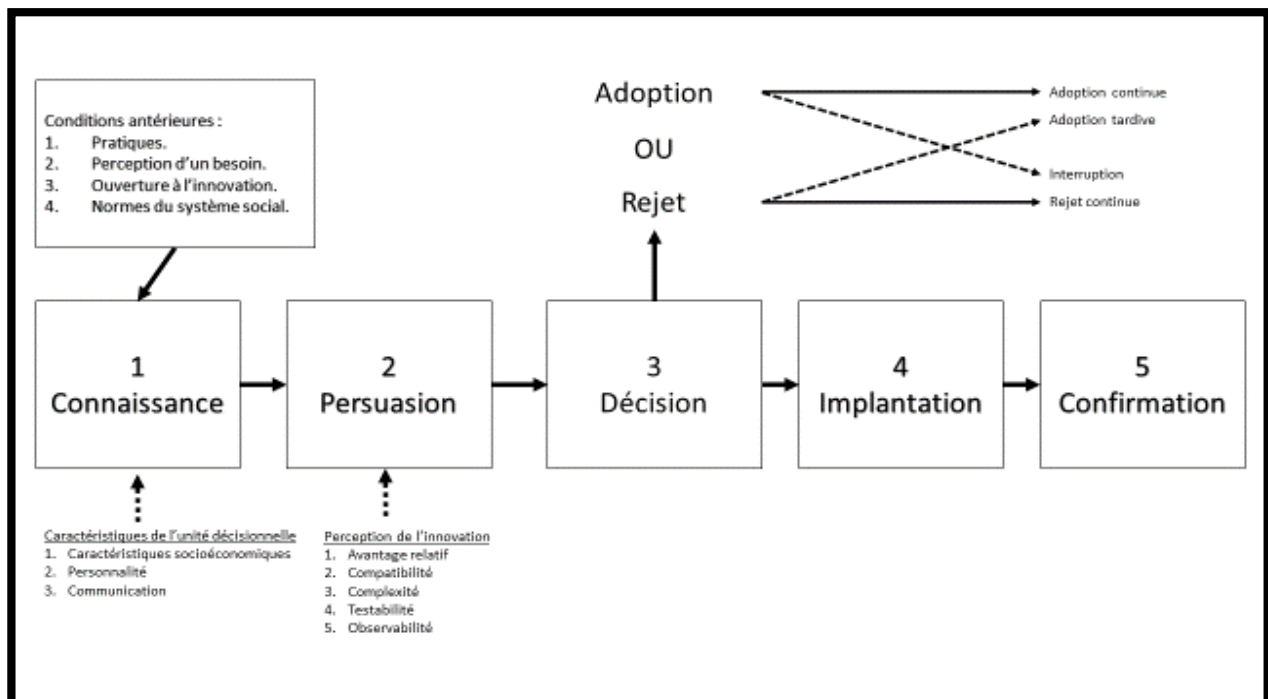 Conditions antérieures :
1. Pratiques.
2. Perception d'un besoin.
3. Ouverture à l'innovation.
4. Normes du système social.
Adoption
OU
Rejet
Adoption continue
Adoption tardive
Interruption
Rejet continue
1
Connaissance
2
Persuasion
3
Décision
4
Implantation
5
Confirmation
Caractéristiques de l'unité décisionnelle
1. Caractéristiques socioéconomiques
2. Personnalité
3. Communication
Perception de l'innovation
1. Avantage relatif
2. Compatibilité
3. Complexité
4. Testabilité
5. Observabilité